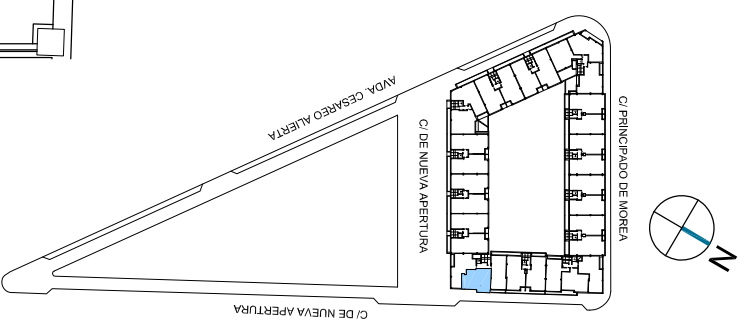 AVDA. CESAREO ALIERTA
C/ DE NUEVA APERTURA
C/ PRINCIPADO DE MOREA
N
C/ DE NUEVA APERTURA